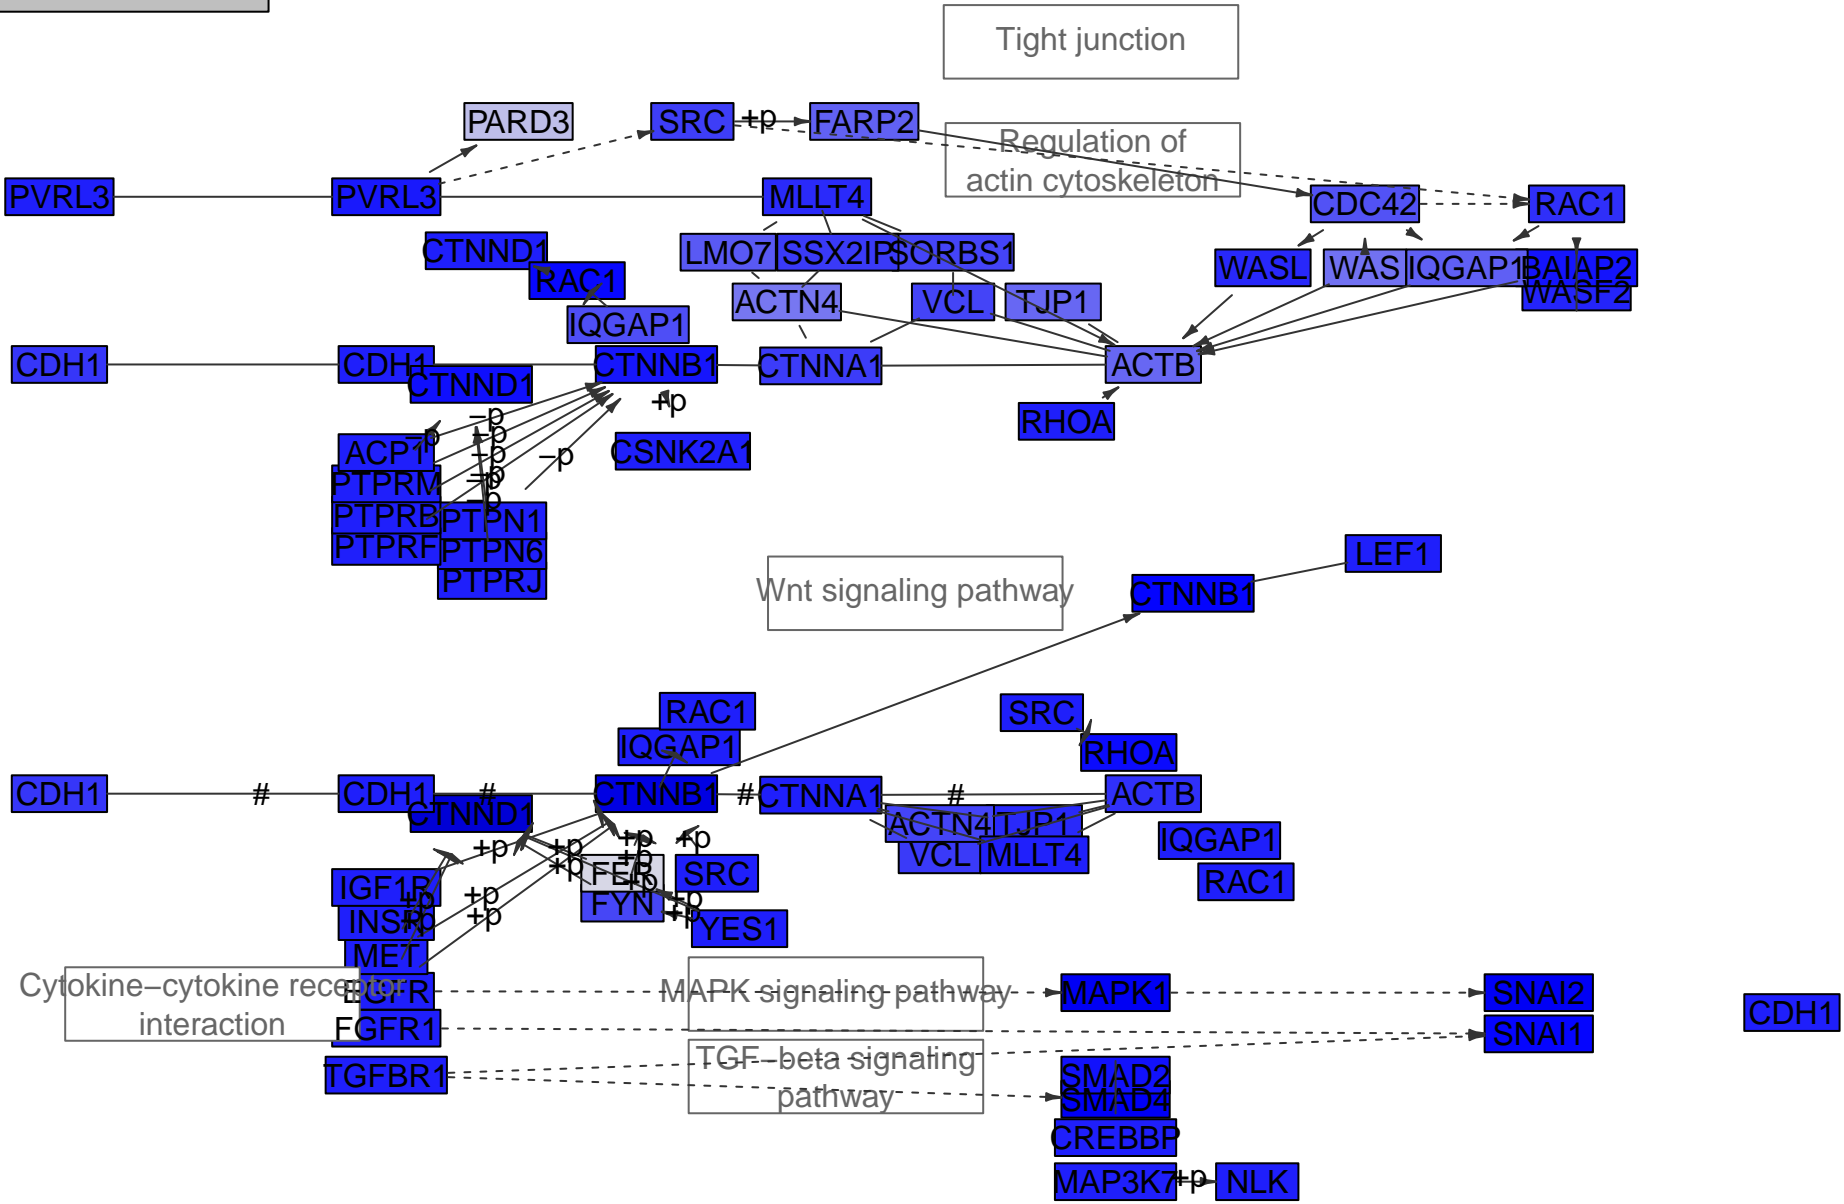 Tight junction
PARD3
SRC
+p
FARP2
Regulation of
actin cytoskeleton
PVRL3
PVRL3
MLLT4
CDC42
RAC1
CTNND1
LMO7
SSX2IP
SORBS1
WASL
WAS
IQGAP1
BAIAP2
RAC1
WASF2
ACTN4
VCL
TJP1
IQGAP1
CDH1
CDH1
CTNNB1
CTNNA1
ACTB
CTNND1
+p
−p
RHOA
−p
−p
ACP1
−p
−p
CSNK2A1
−p
−p
PTPRM
−p
PTPRB
PTPN1
PTPRF
PTPN6
PTPRJ
LEF1
Wnt signaling pathway
CTNNB1
RAC1
SRC
IQGAP1
RHOA
CDH1
#
CDH1
#
CTNNB1
#
CTNNA1
#
ACTB
CTNND1
ACTN4
TJP1
+p
+p
+p
+p
IQGAP1
VCL
MLLT4
+p
+p
FER
SRC
+p
RAC1
IGF1R
+p
+p
FYN
+p
INSR
+p
+p
+p
YES1
MET
Cytokine−cytokine receptor
interaction
EGFR
MAPK signaling pathway
MAPK1
SNAI2
CDH1
FGFR1
SNAI1
TGF−beta signaling
pathway
TGFBR1
SMAD2
SMAD4
CREBBP
MAP3K7
+p
NLK